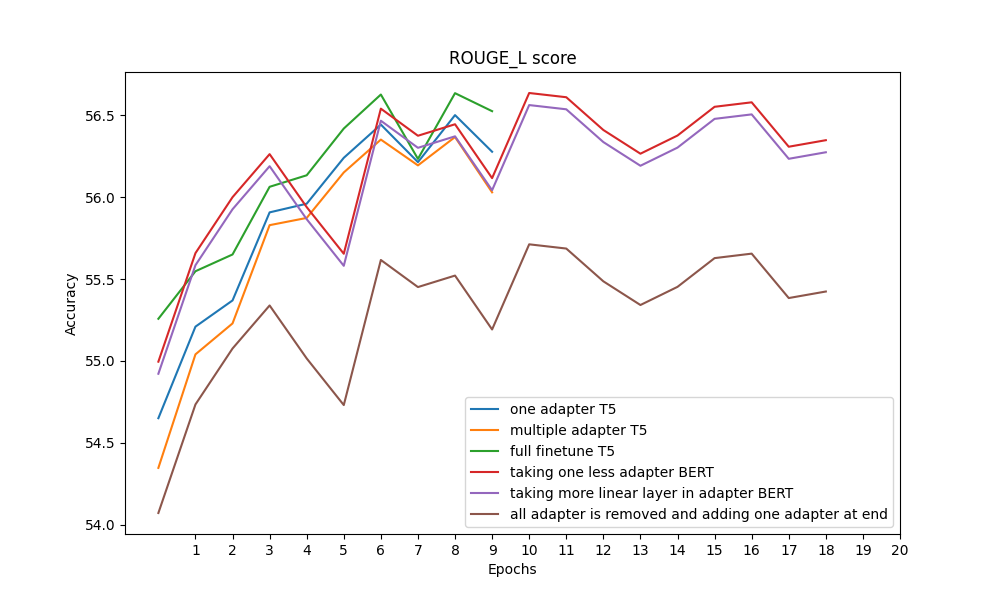 ROUGE_L score
Accuracy
56.5
56.0
55.5
55.0
54.5
54.0
one adapter T5
multiple adapter T5
full finetune T5
taking one less adapter BERT
taking more linear layer in adapter BERT
all adapter is removed and adding one adapter at end
1 2 3 4 5 6 7 8 9 10 11 12 13 14 15 16 17 18 19 20
Epochs